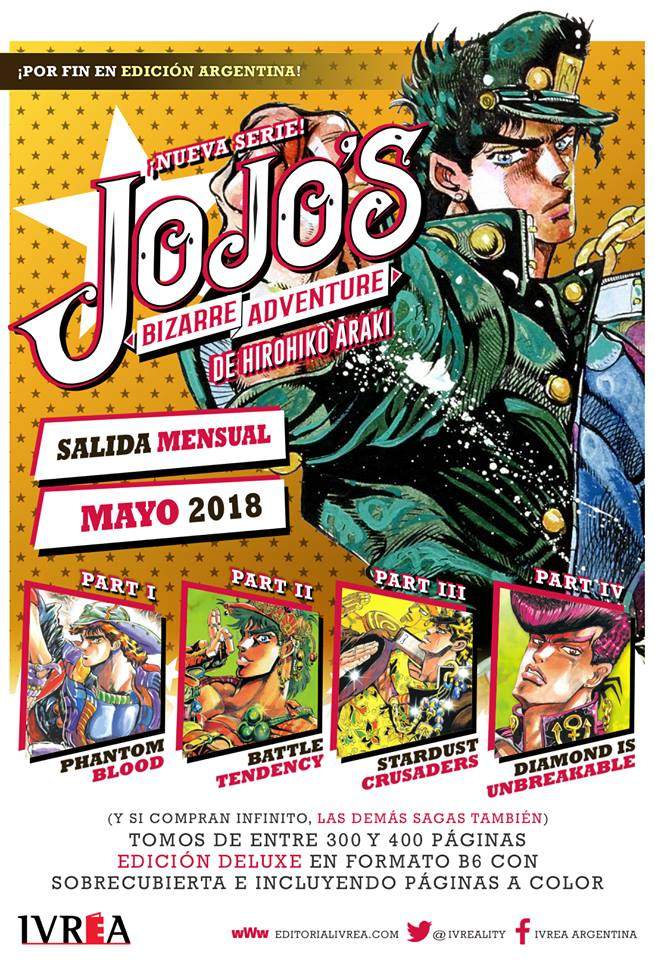 ¡POR FIN EN EDICIÓN ARGENTINA!
¡NUEVA SERIE!
JOJO'S
BIZARRE ADVENTURE
DE HIROHIKO ARAKI
SALIDA MENSUAL
MAYO 2018
PART I
PART II
PART III
PART IV
PHANTOM
BLOOD
BATTLE
TENDENCY
STARDUST
CRUSADERS
DIAMOND IS
UNBREAKABLE
(Y SI COMPRAN INFINITO, LAS DEMÁS SAGAS TAMBIÉN)
TOMOS DE ENTRE 300 Y 400 PÁGINAS
EDICIÓN DELUXE EN FORMATO B6 CON
SOBRECUBIERTA E INCLUYENDO PÁGINAS A COLOR
IVREA
wWw EDITORIALIVREA.COM @IVREALITY IVREA ARGENTINA